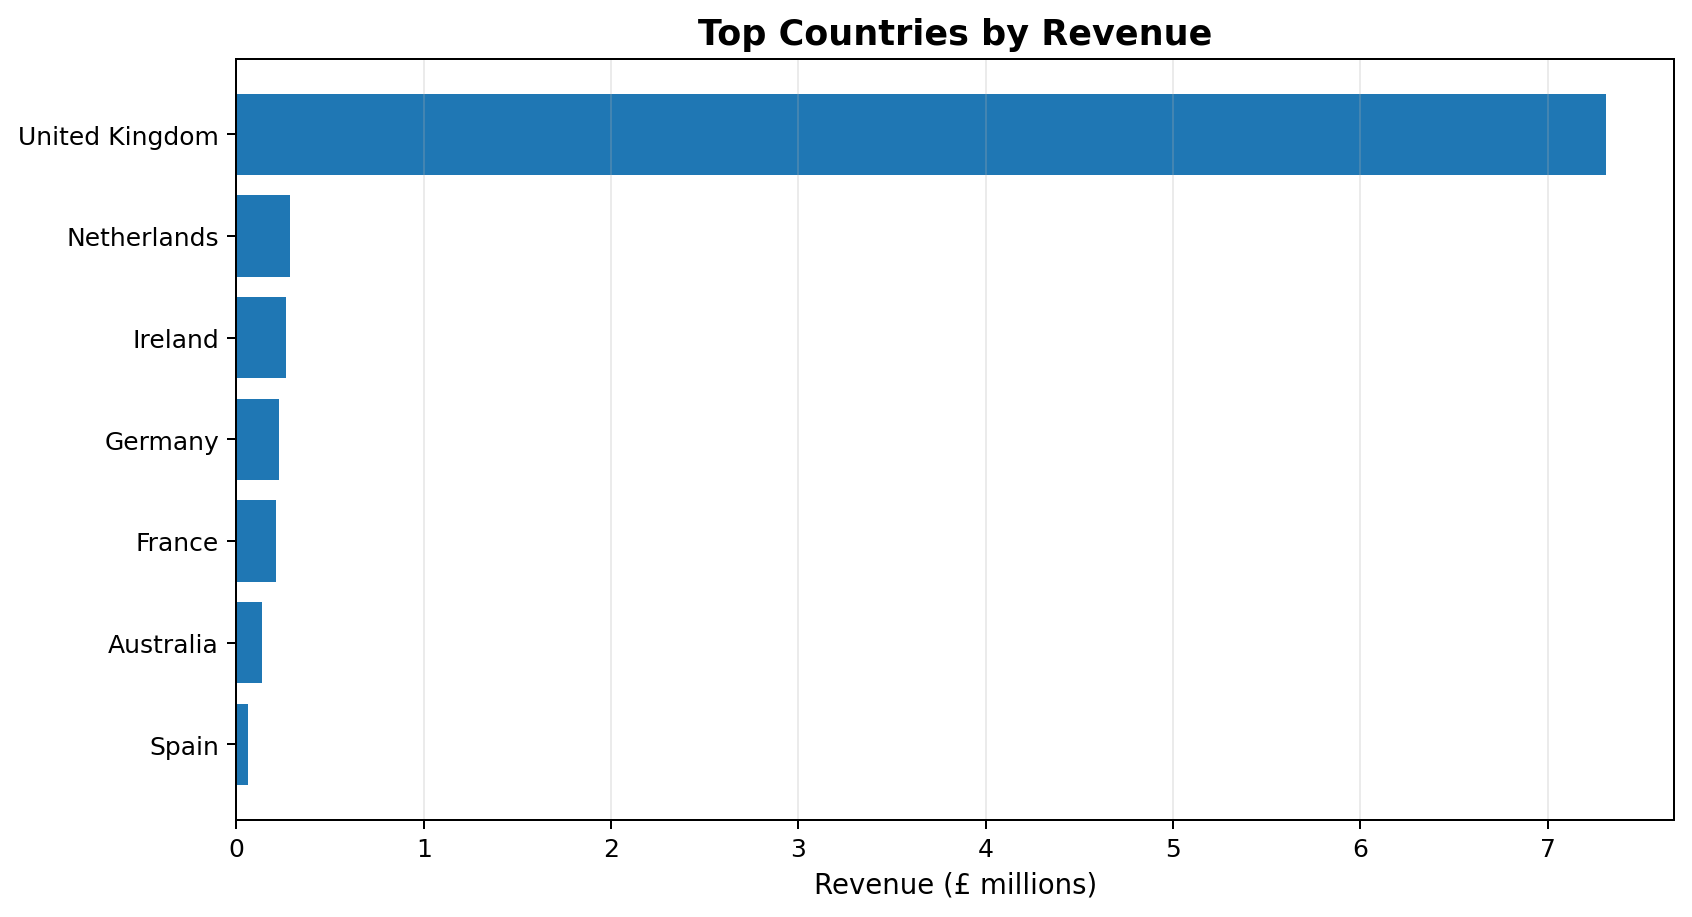 Top Countries by Revenue
United Kingdom
Netherlands
Ireland
Germany
France
Australia
Spain
0 1 2 3 4 5 6 7
Revenue (£ millions)